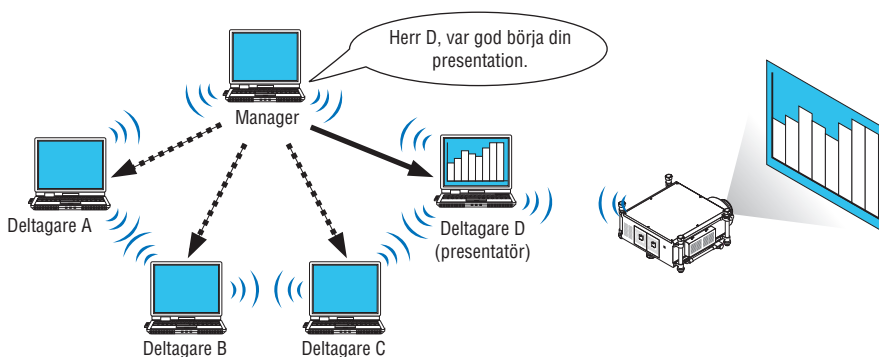 Herr D, var god börja din
presentation.
Manager
Deltagare A
Deltagare D
(presentatör)
Deltagare B
Deltagare C